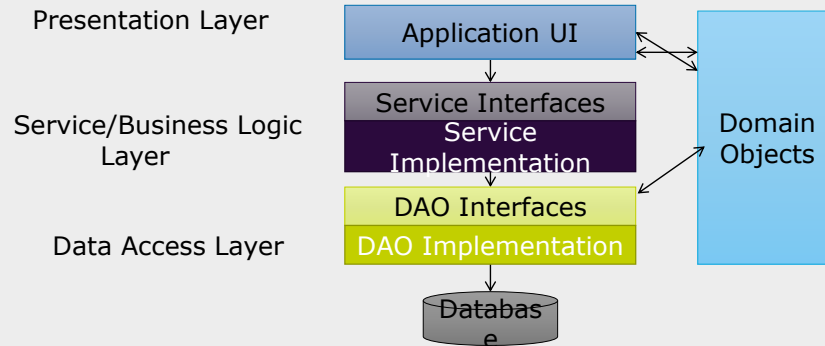 Presentation Layer
Application UI
Service Interfaces
Service/Business Logic
Layer
Service
Implementation
Domain
Objects
DAO Interfaces
Data Access Layer
DAO Implementation
Databas
e